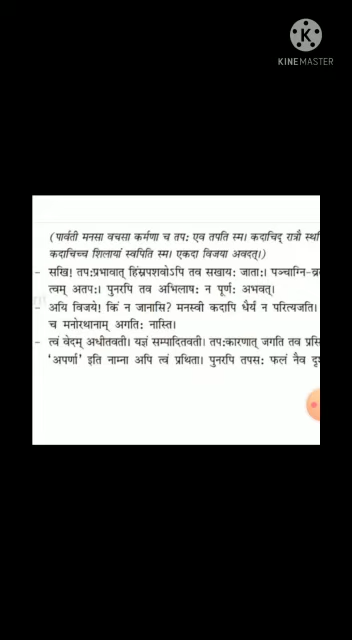 KINEMASTER
(पार्वती मनसा वचसा कर्मणा च तपः एव तपति स्म। कदाचिद् रात्रौ
कदाचिच्च शिलायां स्वपिति स्म। एकदा विजया अवदत्।)
- सखि! तपःप्रभावात् हिंस्रपशवोऽपि तव सखायः जाताः। पञ्चाग्नि-
त्वम् अतपः। पुनरपि तव अभिलाषः न पूर्णः अभवत्।
- अयि विजये! किं न जानासि? मनस्वी कदापि धैर्यं न परित्यजति।
च मनोरथानाम् अगतिः नास्ति।
- त्वं वेदम् अधीतवती। यज्ञं सम्पादितवती। तपःकारणात् जगति तव
'अपर्णा' इति नाम्ना अपि त्वं प्रथिता। पुनरपि तपसः फलं नैव